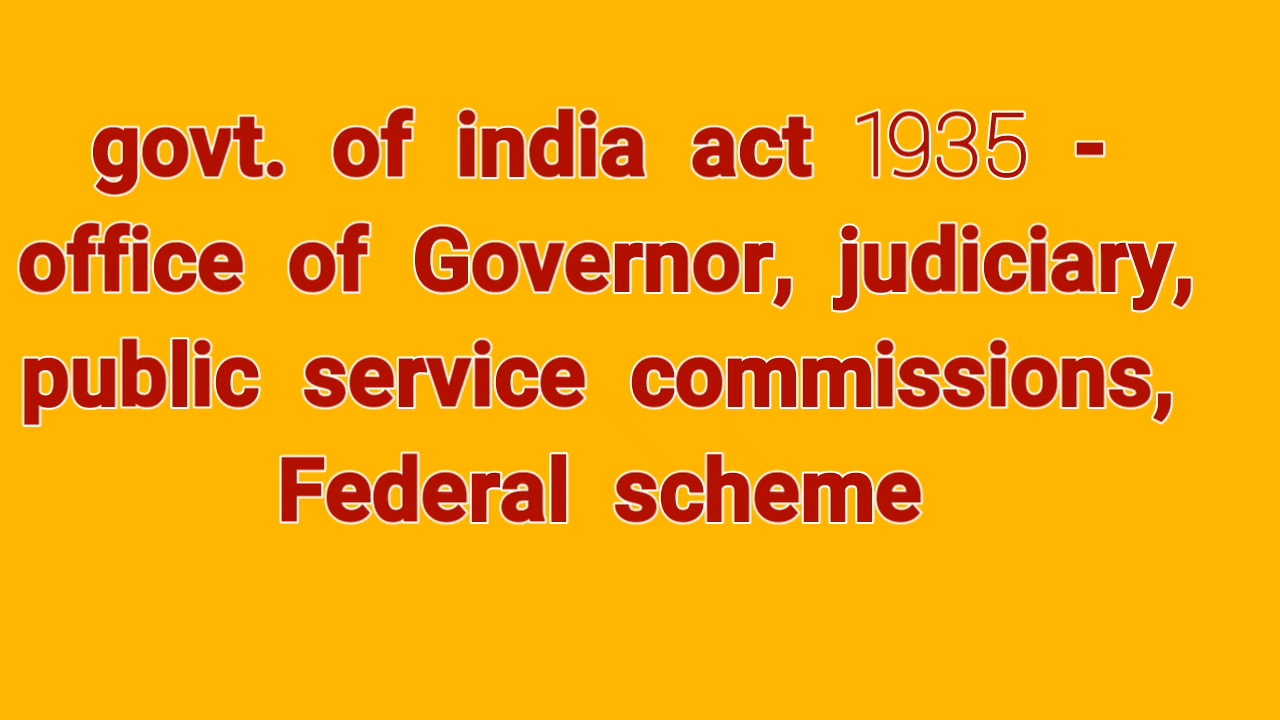 govt. of india act 1935 -
office of Governor, judiciary,
public service commissions,
Federal scheme